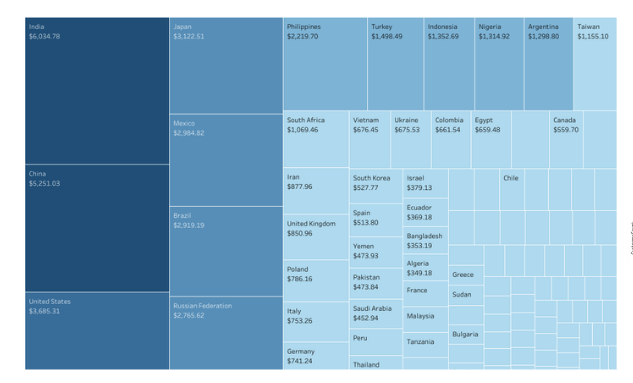 India
$6,034.78
China
$5,251.03
United States
$3,685.31
Japan
$3,122.51
Mexico
$2,984.82
Brazil
$2,919.19
Russian Federation
$2,765.62
Philippines
$2,219.70
Turkey
$1,498.49
Indonesia
$1,352.69
Nigeria
$1,314.92
Argentina
$1,298.80
Taiwan
$1,155.10
South Africa
$1,069.46
Vietnam
$676.45
Ukraine
$675.53
Colombia
$661.54
Egypt
$659.48
Canada
$559.70
Iran
$877.96
United Kingdom
$850.96
Poland
$786.16
Italy
$753.26
Germany
$741.24
South Korea
$527.77
Spain
$513.80
Yemen
$473.93
Pakistan
$473.84
Saudi Arabia
$452.94
Peru
Thailand
Israel
$379.13
Ecuador
$369.18
Bangladesh
$353.19
Algeria
$349.18
France
Malaysia
Tanzania
Chile
Greece
Sudan
Bulgaria